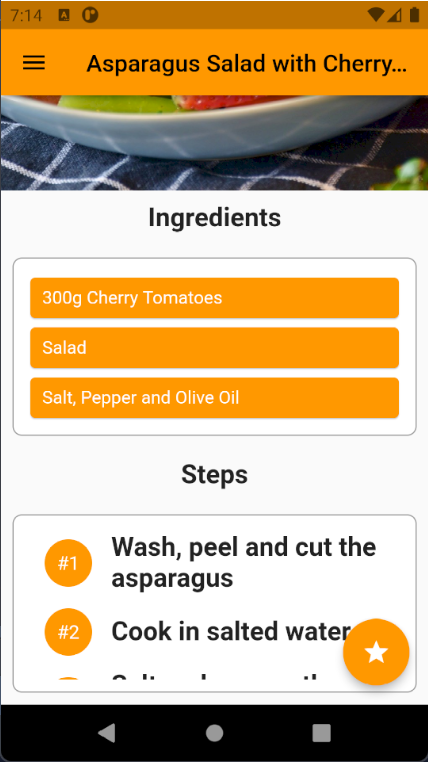 7:14
Asparagus Salad with Cherry...
Ingredients
300g Cherry Tomatoes
Salad
Salt, Pepper and Olive Oil
Steps
#1 Wash, peel and cut the
asparagus
#2 Cook in salted water